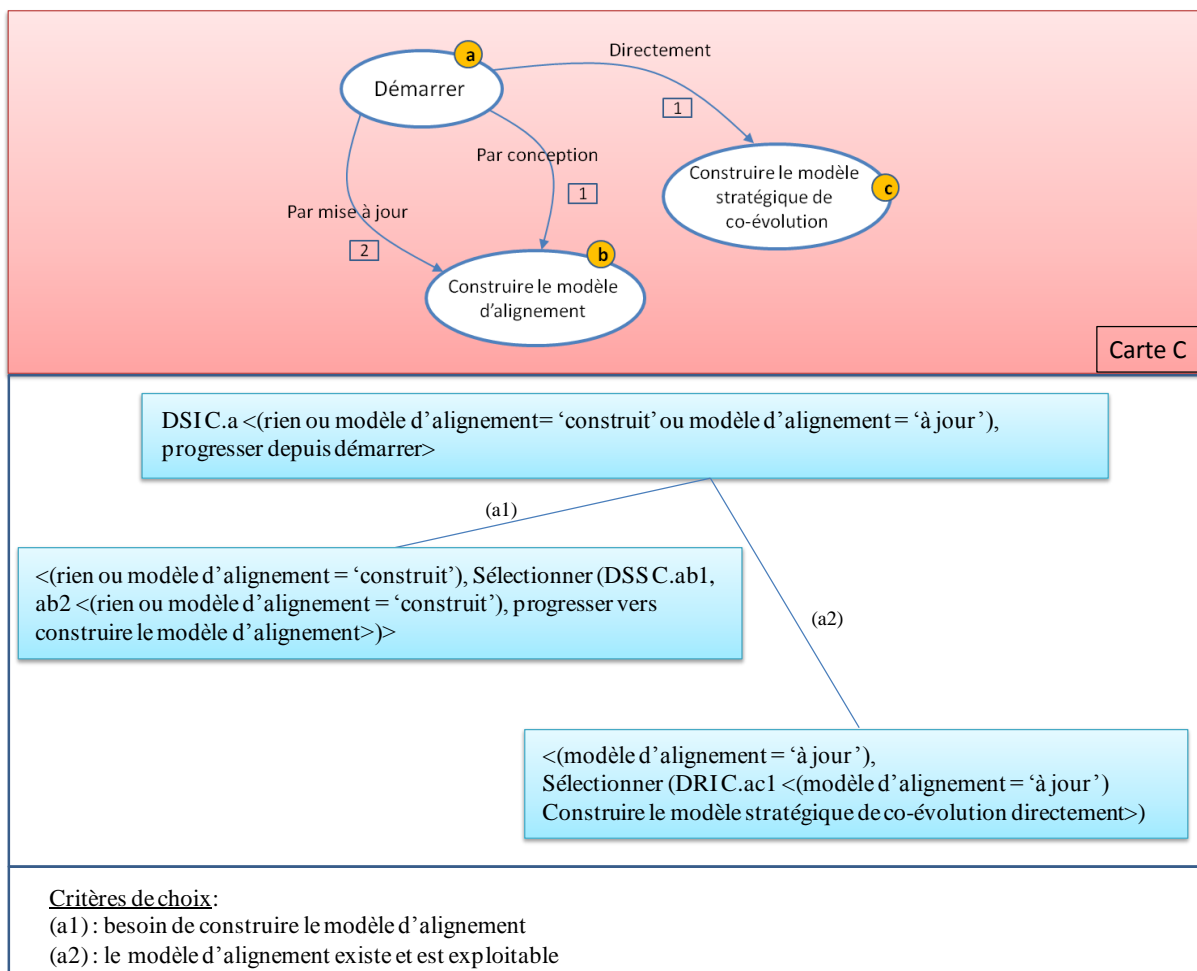 a
Démarrer
Directement
1
Par conception
1
Construire le modèle
stratégique de
co-évolution
c
Par mise à jour
2
b
Construire le modèle
d'alignement
Carte C
DSI C.a <(rien ou modèle d'alignement= 'construit' ou modèle d'alignement = 'à jour'),
progresser depuis démarrer>
(a1)
<(rien ou modèle d'alignement = 'construit'), Sélectionner (DSS C.ab1,
ab2 <(rien ou modèle d'alignement = 'construit'), progresser vers
construire le modèle d'alignement>)>
(a2)
<(modèle d'alignement = 'à jour'),
Sélectionner (DRI C.ac1 <(modèle d'alignement = 'à jour')
Construire le modèle stratégique de co-évolution directement>)
Critères de choix:
(a1) : besoin de construire le modèle d'alignement
(a2) : le modèle d'alignement existe et est exploitable